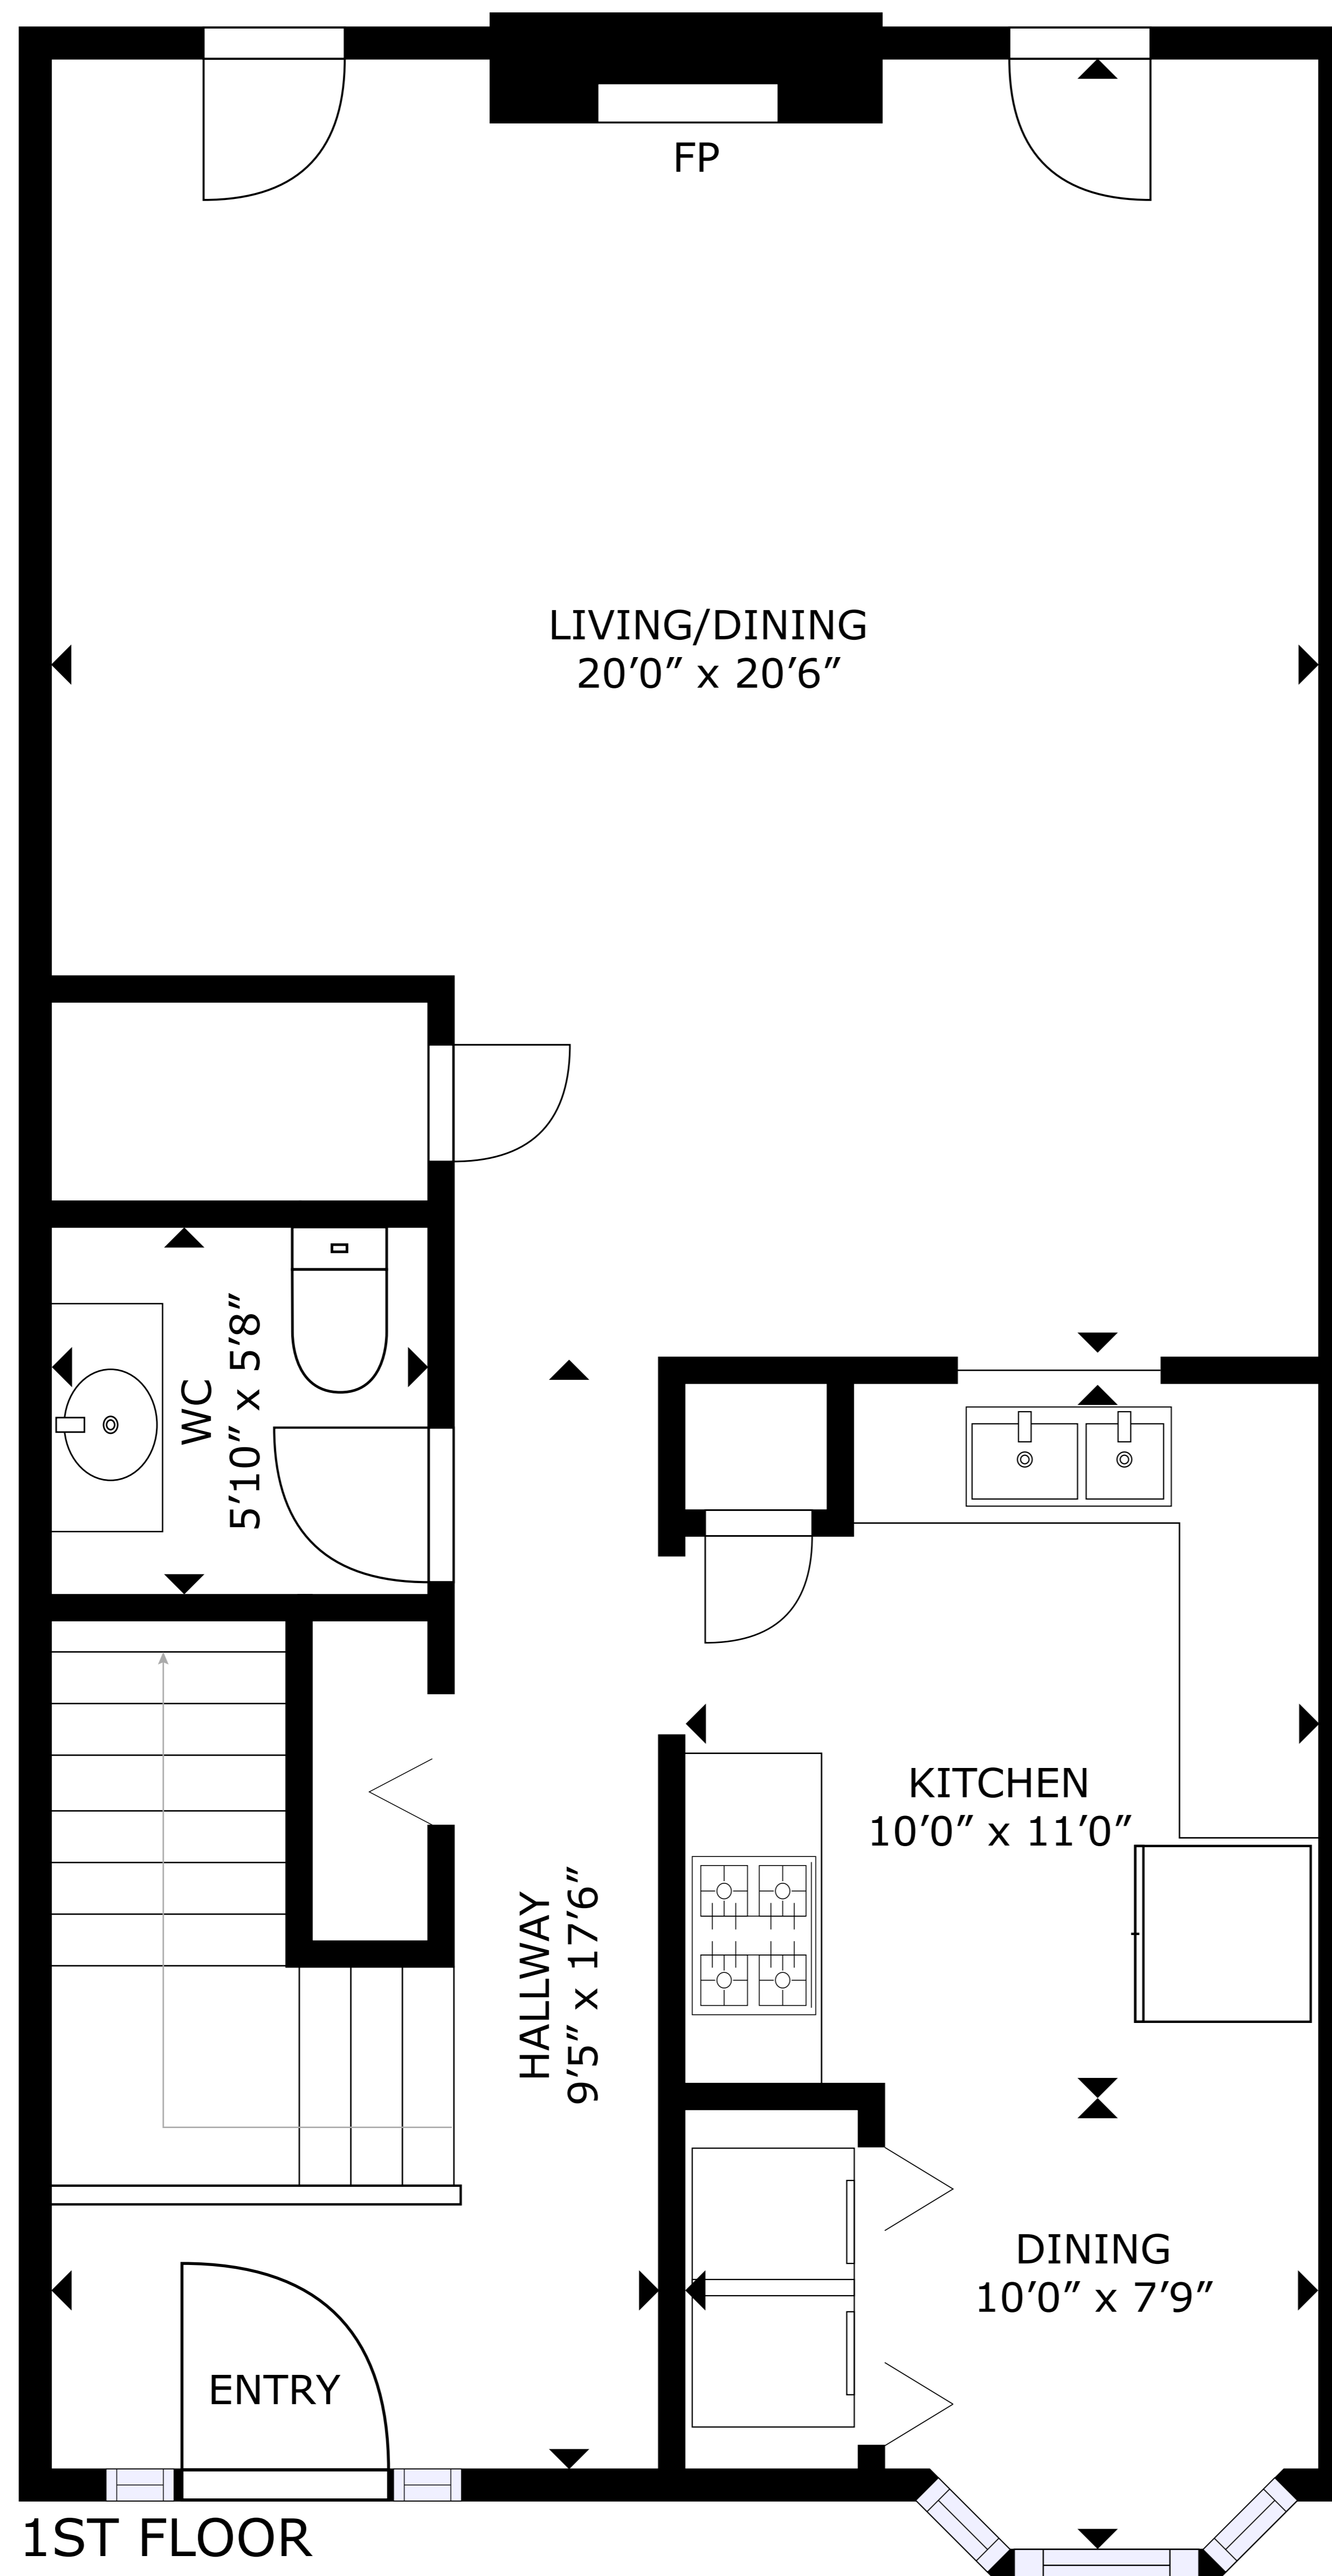 FP
LIVING/DINING
20′0″ x 20′6″
WC
5′10″ x 5′8″
KITCHEN
10′0″ x 11′0″
HALLWAY
9′5″ x 17′6″
DINING
10′0″ x 7′9″
ENTRY
1ST FLOOR